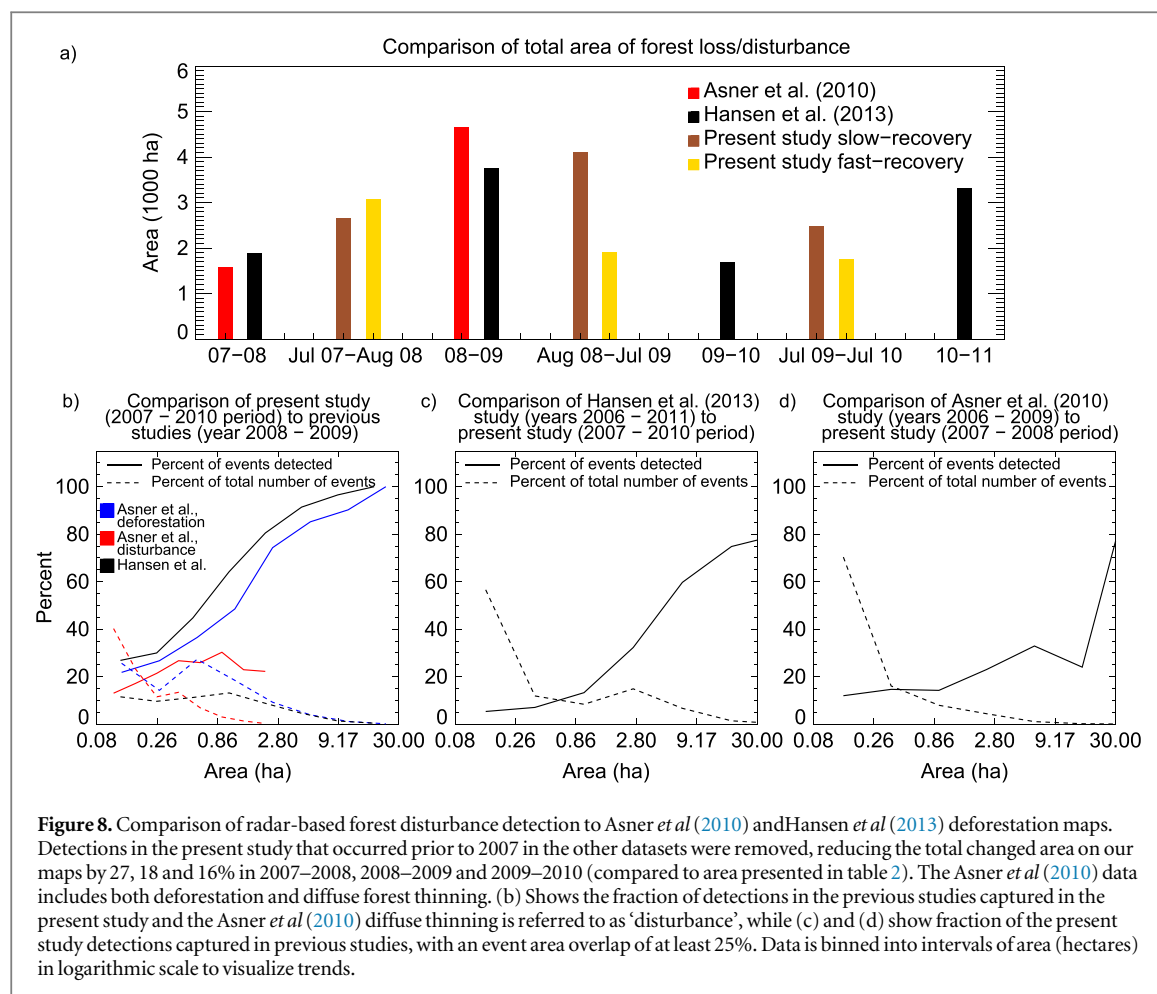 a)
Comparison of total area of forest loss/disturbance
Area (1000 ha)
6
5
4
3
2
1
0
Asner et al. (2010)
Hansen et al. (2013)
Present study slow−recovery
Present study fast−recovery
07−08
Jul 07−Aug 08
08−09
Aug 08−Jul 09
09−10
Jul 09−Jul 10
10−11
b)
Comparison of present study
(2007 − 2010 period) to previous
studies (year 2008 − 2009)
Percent of events detected
Percent of total number of events
Asner et al.,
deforestation
Asner et al.,
disturbance
Hansen et al.
Percent
100
80
60
40
20
0
0.08
0.26
0.86
2.80
9.17
30.00
Area (ha)
c)
Comparison of Hansen et al. (2013)
study (years 2006 − 2011) to
present study (2007 − 2010 period)
Percent of events detected
Percent of total number of events
100
80
60
40
20
0
0.08
0.26
0.86
2.80
9.17
30.00
Area (ha)
d)
Comparison of Asner et al. (2010)
study (years 2006 − 2009) to
present study (2007 − 2008 period)
Percent of events detected
Percent of total number of events
100
80
60
40
20
0
0.08
0.26
0.86
2.80
9.17
30.00
Area (ha)
Figure 8. Comparison of radar-based forest disturbance detection to Asner et al (2010) andHansen et al (2013) deforestation maps.
Detections in the present study that occurred prior to 2007 in the other datasets were removed, reducing the total changed area on our
maps by 27, 18 and 16% in 2007–2008, 2008–2009 and 2009–2010 (compared to area presented in table 2). The Asner et al (2010) data
includes both deforestation and diffuse forest thinning. (b) Shows the fraction of detections in the previous studies captured in the
present study and the Asner et al (2010) diffuse thinning is referred to as ‘disturbance’, while (c) and (d) show fraction of the present
study detections captured in previous studies, with an event area overlap of at least 25%. Data is binned into intervals of area (hectares)
in logarithmic scale to visualize trends.